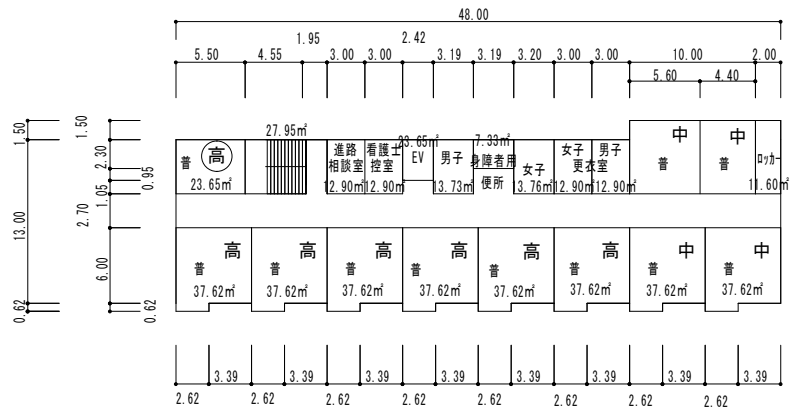 48.00
1.95 2.42
5.50 4.55 3.00 3.00 3.19 3.19 3.20 3.00 3.00 10.00 2.00
5.60 4.40
1.50 1.50
27.95㎡ 23.65㎡ 7.33㎡
普 高 進路 看護士 EV 男子 身障者用 女子 男子 中 中
相談室 控室 便所 女子 更衣室 普 普 ロッカー
23.65㎡ 12.90㎡ 12.90㎡ 13.73㎡ 13.76㎡ 12.90㎡ 12.90㎡ 11.60㎡
2.30
0.95
1.05
13.00 2.70
高 高 高 高 高 高 中 中
普 普 普 普 普 普 普 普
37.62㎡ 37.62㎡ 37.62㎡ 37.62㎡ 37.62㎡ 37.62㎡ 37.62㎡ 37.62㎡
6.00
0.62 0.62
3.39 3.39 3.39 3.39 3.39 3.39 3.39 3.39
2.62 2.62 2.62 2.62 2.62 2.62 2.62 2.62